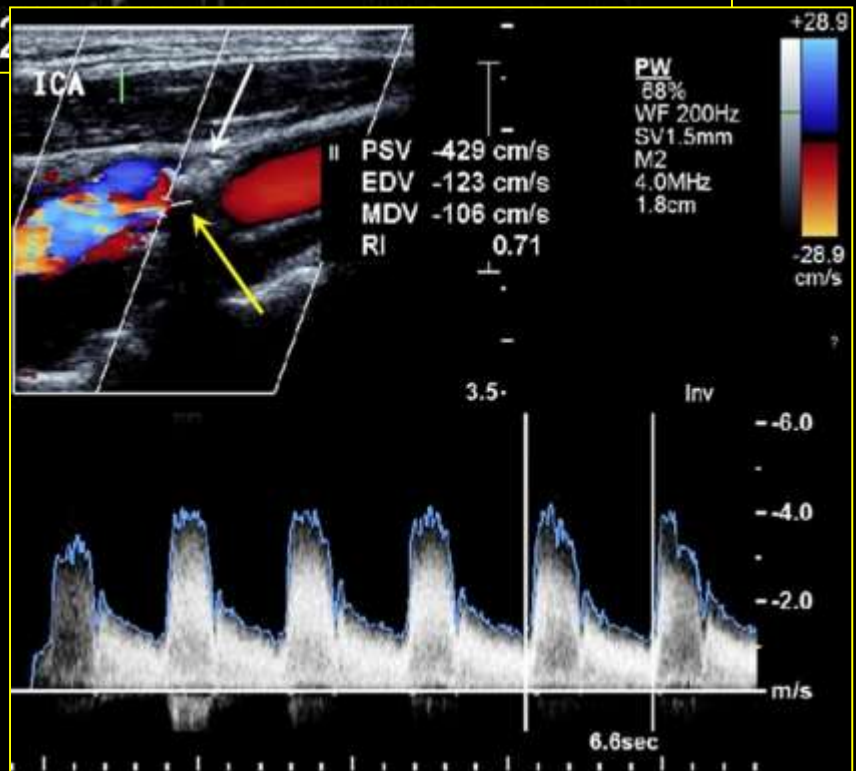 2
+28.9
ICA
PW
68%
WF 200Hz
SV1.5mm
M2
4.0MHz
1.8cm
PSV -429 cm/s
EDV -123 cm/s
MDV -106 cm/s
RI 0.71
-28.9
cm/s
?
3.5-
Inv
-6.0
-4.0
-2.0
m/s
6.6sec